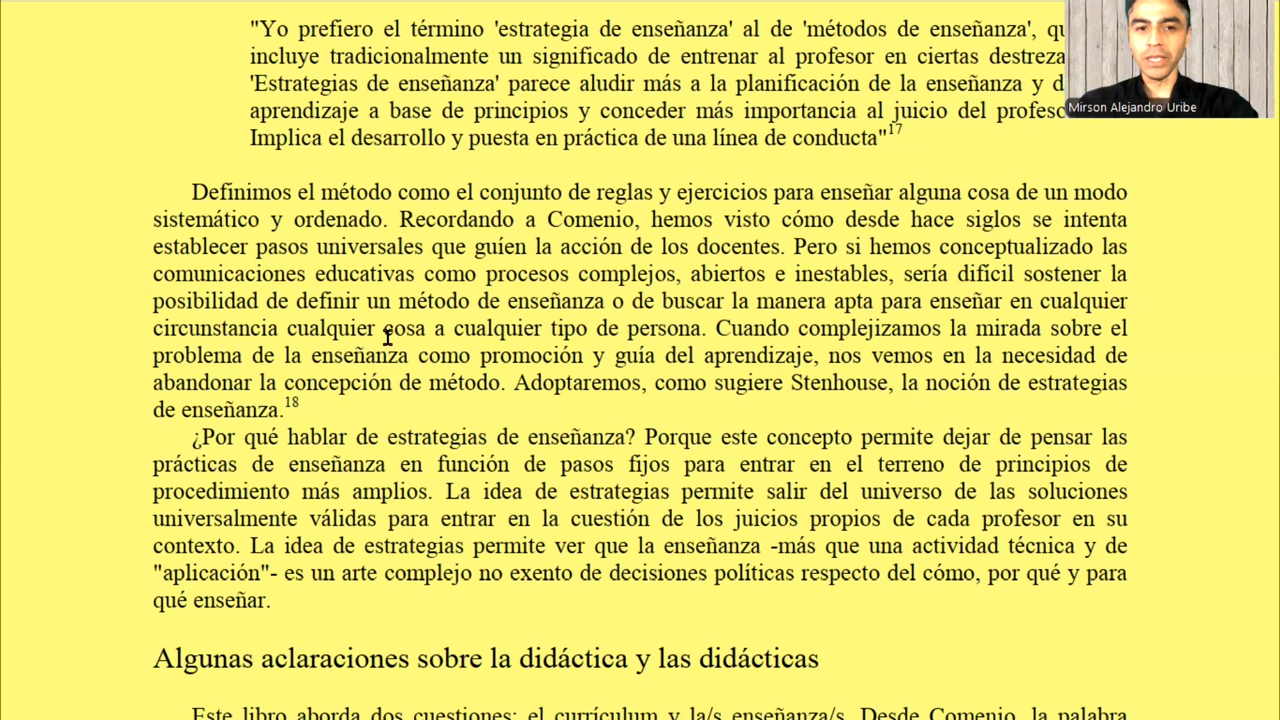 "Yo prefiero el término 'estrategia de enseñanza' al de 'métodos de enseñanza',
incluye tradicionalmente un significado de entrenar al profesor en ciertas
'Estrategias de enseñanza' parece aludir más a la planificación de la enseñanza y
aprendizaje a base de principios y conceder más importancia al juicio del
Implica el desarrollo y puesta en práctica de una línea de conducta"17
Mirson Alejandro Uribe
Definimos el método como el conjunto de reglas y ejercicios para enseñar alguna cosa de un modo
sistemático y ordenado. Recordando a Comenio, hemos visto cómo desde hace siglos se intenta
establecer pasos universales que guíen la acción de los docentes. Pero si hemos conceptualizado las
comunicaciones educativas como procesos complejos, abiertos e inestables, sería difícil sostener la
posibilidad de definir un método de enseñanza o de buscar la manera apta para enseñar en cualquier
circunstancia cualquier cosa a cualquier tipo de persona. Cuando complejizamos la mirada sobre el
problema de la enseñanza como promoción y guía del aprendizaje, nos vemos en la necesidad de
abandonar la concepción de método. Adoptaremos, como sugiere Stenhouse, la noción de estrategias
de enseñanza.18
¿Por qué hablar de estrategias de enseñanza? Porque este concepto permite dejar de pensar las
prácticas de enseñanza en función de pasos fijos para entrar en el terreno de principios de
procedimiento más amplios. La idea de estrategias permite salir del universo de las soluciones
universalmente válidas para entrar en la cuestión de los juicios propios de cada profesor en su
contexto. La idea de estrategias permite ver que la enseñanza -más que una actividad técnica y de
"aplicación"- es un arte complejo no exento de decisiones políticas respecto del cómo, por qué y para
qué enseñar.
Algunas aclaraciones sobre la didáctica y las didácticas
Este libro aborda dos cuestiones: el currículum y la/s enseñanza/s. Desde Comenio, la palabra